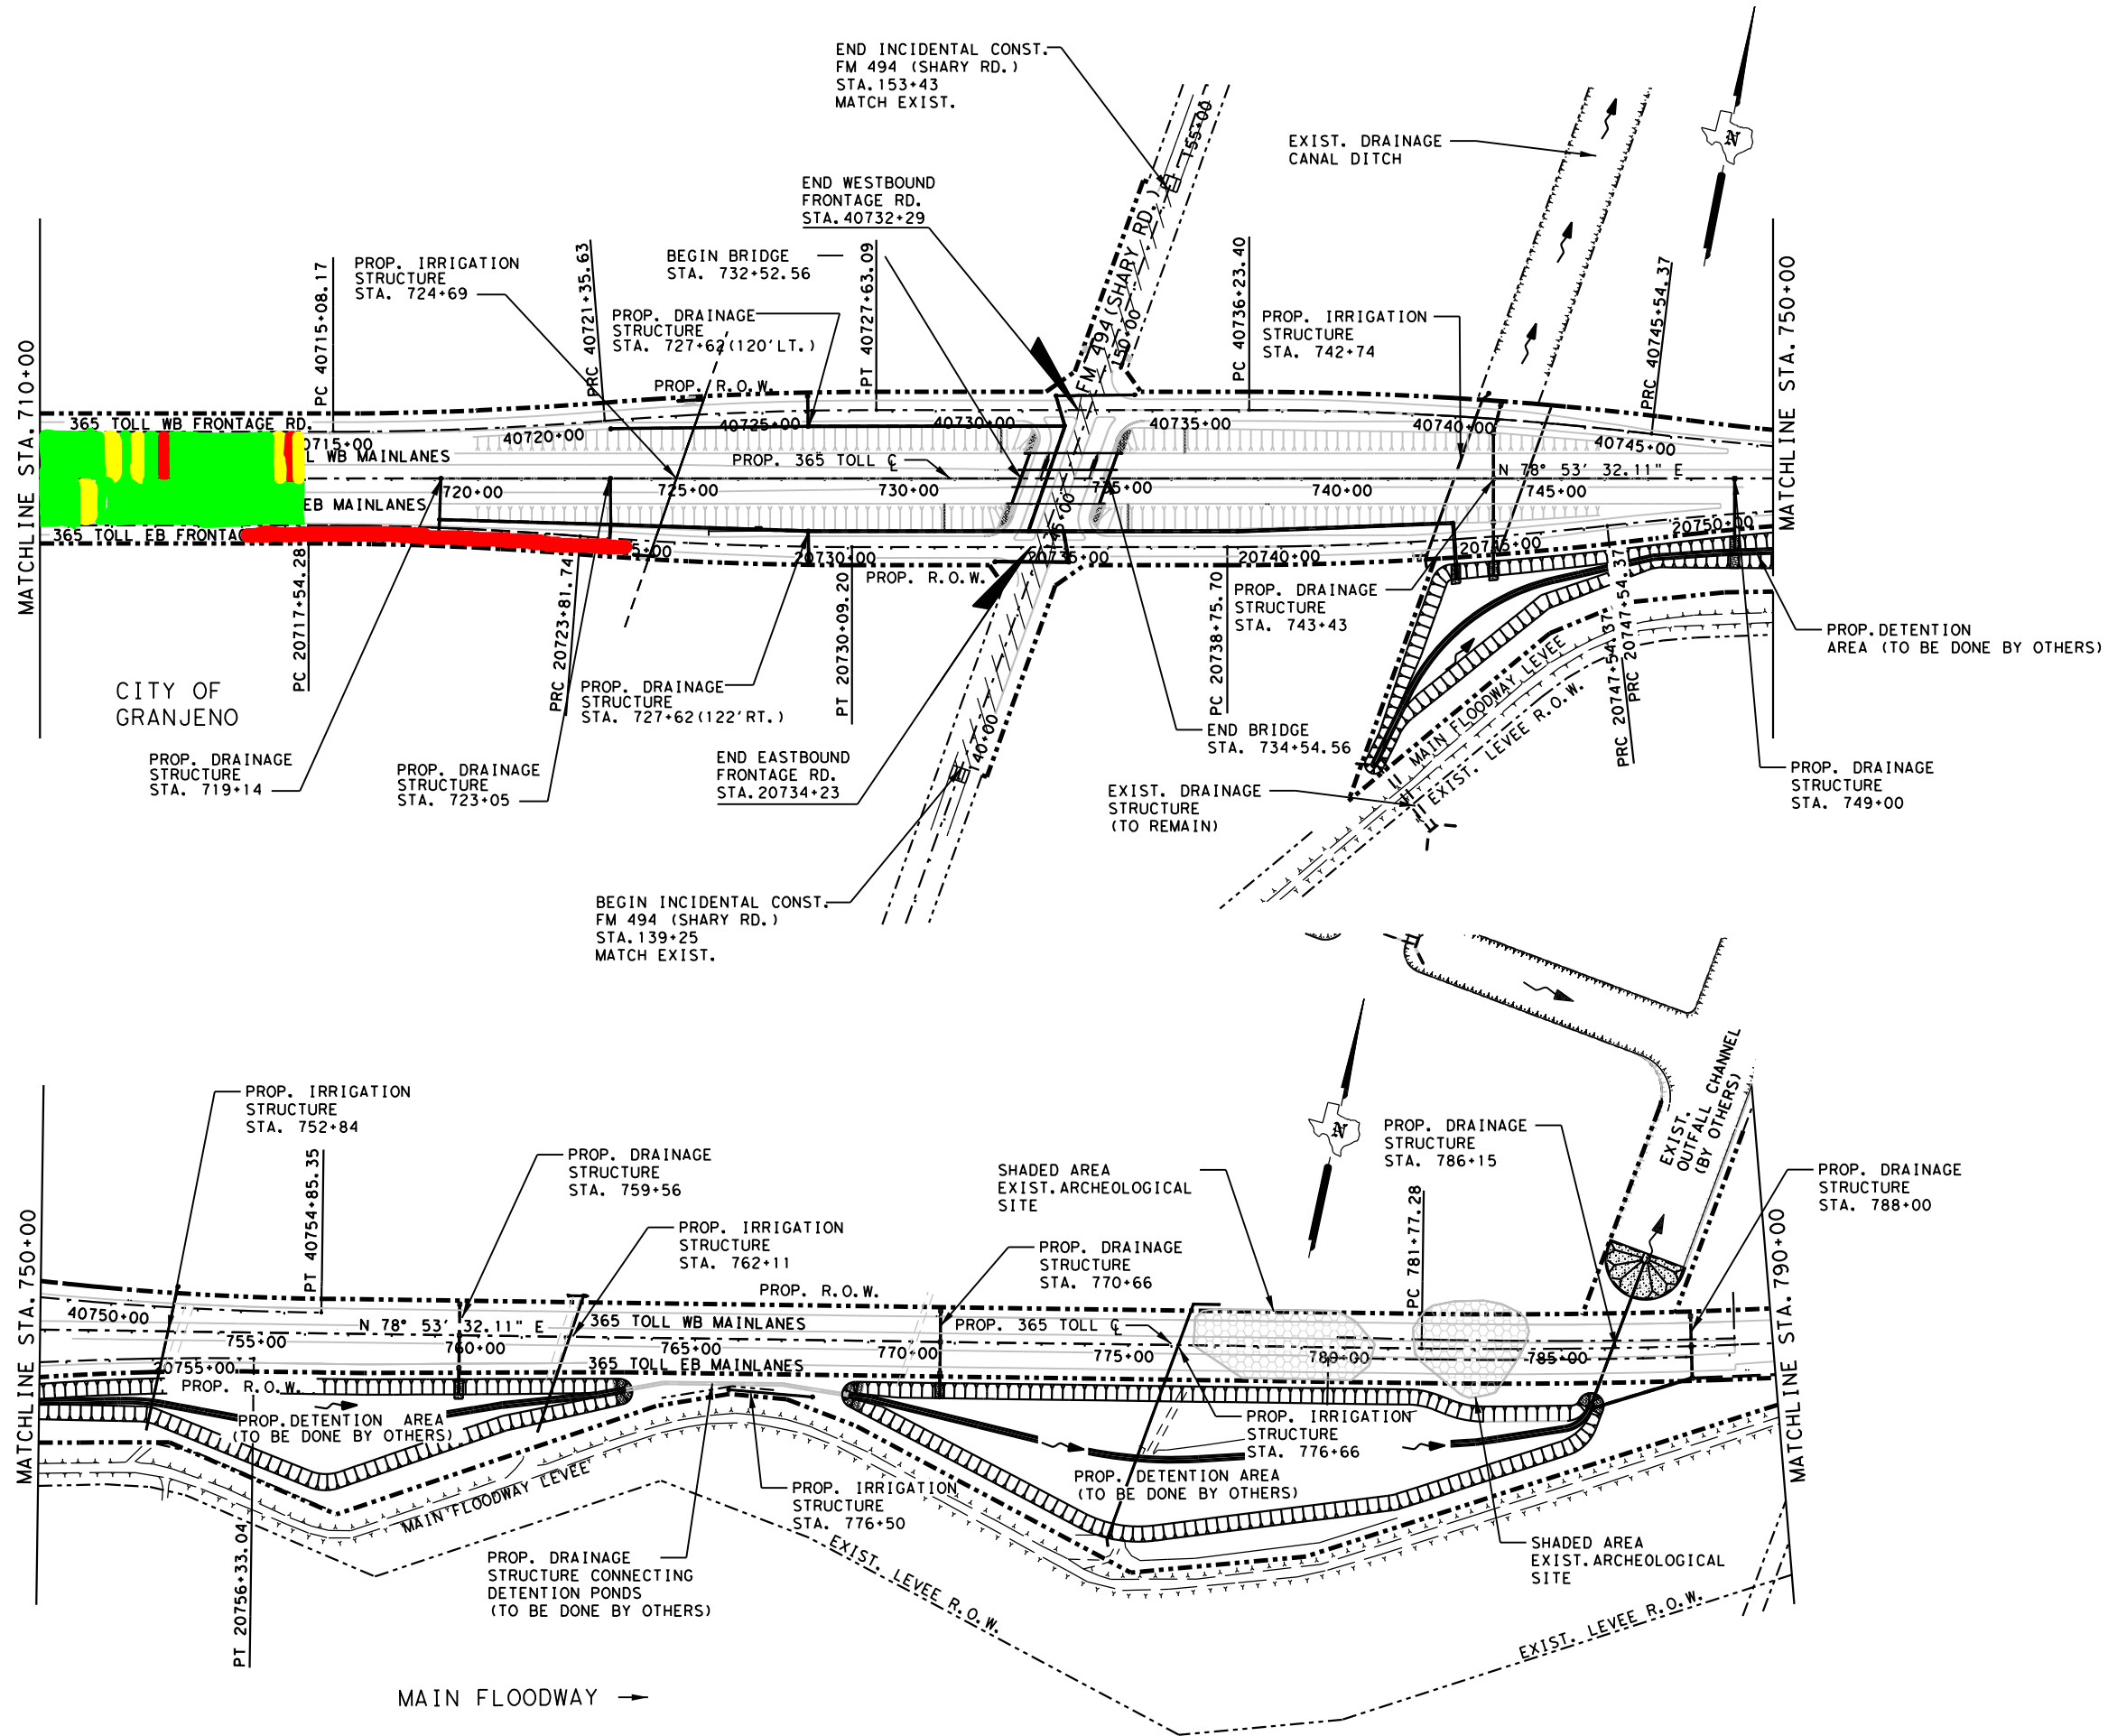 END INCIDENTAL CONST.
FM 494 (SHARY RD.)
STA.153+43
MATCH EXIST.
155+00
EXIST. DRAINAGE
CANAL DITCH
N
END WESTBOUND
FRONTAGE RD.
STA.40732+29
FM 494 (SHARY RD.)
150+00
BEGIN BRIDGE
STA. 732+52.56
PROP. IRRIGATION
STRUCTURE
STA. 724+69
PC 40715+08.17
PRC 40721+35.63
PT 40727+63.09
PC 40736+23.40
PRC 40745+54.37
PROP. DRAINAGE
STRUCTURE
STA. 727+62(120'LT.)
PROP. IRRIGATION
STRUCTURE
STA. 742+74
MATCHLINE STA. 710+00
MATCHLINE STA. 750+00
PROP. R.O.W.
365 TOLL WB FRONTAGE RD.
0715+00
40720+00
40725+00
40730+00
40735+00
40740+00
40745+00
L WB MAINLANES
PROP. 365 TOLL ℄
N 78° 53' 32.11" E
720+00
725+00
730+00
735+00
740+00
745+00
EB MAINLANES
145+00
365 TOLL EB FRONTAG
5+00
20730+00
20735+00
20740+00
20745+00
20750+00
PROP. R.O.W.
PC 20717+54.28
PRC 20723+81.74
PT 20730+09.20
PC 20738+75.70
PRC 20747+54.37
PRC 20747+54.37
PROP. DRAINAGE
STRUCTURE
STA. 743+43
PROP.DETENTION
AREA (TO BE DONE BY OTHERS)
CITY OF
GRANJENO
PROP. DRAINAGE
STRUCTURE
STA. 727+62(122'RT.)
MAIN FLOODWAY LEVEE
EXIST. LEVEE R.O.W.
140+00
END BRIDGE
STA. 734+54.56
PROP. DRAINAGE
STRUCTURE
STA. 719+14
PROP. DRAINAGE
STRUCTURE
STA. 723+05
END EASTBOUND
FRONTAGE RD.
STA.20734+23
EXIST. DRAINAGE
STRUCTURE
(TO REMAIN)
PROP. DRAINAGE
STRUCTURE
STA. 749+00
BEGIN INCIDENTAL CONST.
FM 494 (SHARY RD.)
STA.139+25
MATCH EXIST.
PROP. IRRIGATION
STRUCTURE
STA. 752+84
PT 40754+85.35
PROP. DRAINAGE
STRUCTURE
STA. 759+56
PROP. IRRIGATION
STRUCTURE
STA. 762+11
SHADED AREA
EXIST.ARCHEOLOGICAL
SITE
PROP. DRAINAGE
STRUCTURE
STA. 770+66
N
PROP. DRAINAGE
STRUCTURE
STA. 786+15
PC 781+77.28
EXIST.
OUTFALL CHANNEL
(BY OTHERS)
PROP. DRAINAGE
STRUCTURE
STA. 788+00
MATCHLINE STA. 750+00
MATCHLINE STA. 790+00
PROP. R.O.W.
40750+00
N 78° 53' 32.11" E
365 TOLL WB MAINLANES
PROP. 365 TOLL ℄
755+00
760+00
765+00
770+00
775+00
780+00
785+00
20755+00
365 TOLL EB MAINLANES
PROP. R.O.W.
PROP.DETENTION AREA
(TO BE DONE BY OTHERS)
PROP. IRRIGATION
STRUCTURE
STA. 776+66
PROP. DETENTION AREA
(TO BE DONE BY OTHERS)
MAIN FLOODWAY LEVEE
PROP. IRRIGATION
STRUCTURE
STA. 776+50
PT 20756+33.04
PROP. DRAINAGE
STRUCTURE CONNECTING
DETENTION PONDS
(TO BE DONE BY OTHERS)
EXIST. LEVEE R.O.W.
SHADED AREA
EXIST.ARCHEOLOGICAL
SITE
EXIST. LEVEE R.O.W.
MAIN FLOODWAY